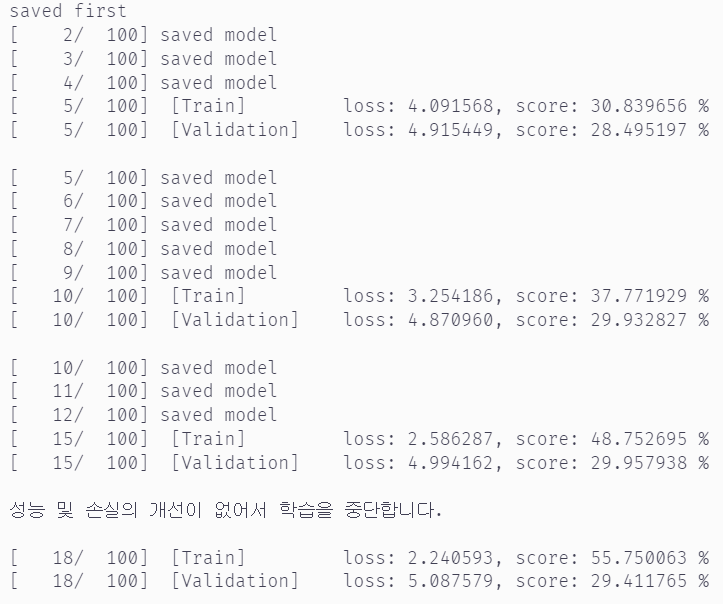 saved first
[    2/  100] saved model
[    3/  100] saved model
[    4/  100] saved model
[    5/  100]  [Train]         loss: 4.091568, score: 30.839656 %
[    5/  100]  [Validation]    loss: 4.915449, score: 28.495197 %
[    5/  100] saved model
[    6/  100] saved model
[    7/  100] saved model
[    8/  100] saved model
[    9/  100] saved model
[   10/  100]  [Train]         loss: 3.254186, score: 37.771929 %
[   10/  100]  [Validation]    loss: 4.870960, score: 29.932827 %
[   10/  100] saved model
[   11/  100] saved model
[   12/  100] saved model
[   15/  100]  [Train]         loss: 2.586287, score: 48.752695 %
[   15/  100]  [Validation]    loss: 4.994162, score: 29.957938 %
성능 및 손실의 개선이 없어서 학습을 중단합니다.
[   18/  100]  [Train]         loss: 2.240593, score: 55.750063 %
[   18/  100]  [Validation]    loss: 5.087579, score: 29.411765 %